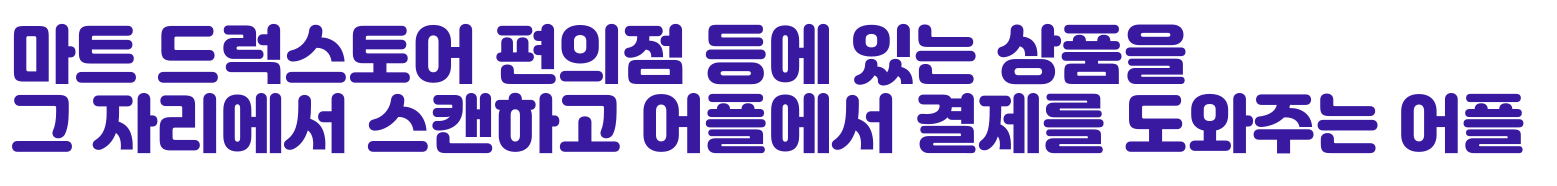 마트 드럭스토어 편의점 등에 있는 상품을
그 자리에서 스캔하고 어플에서 결제를 도와주는 어플